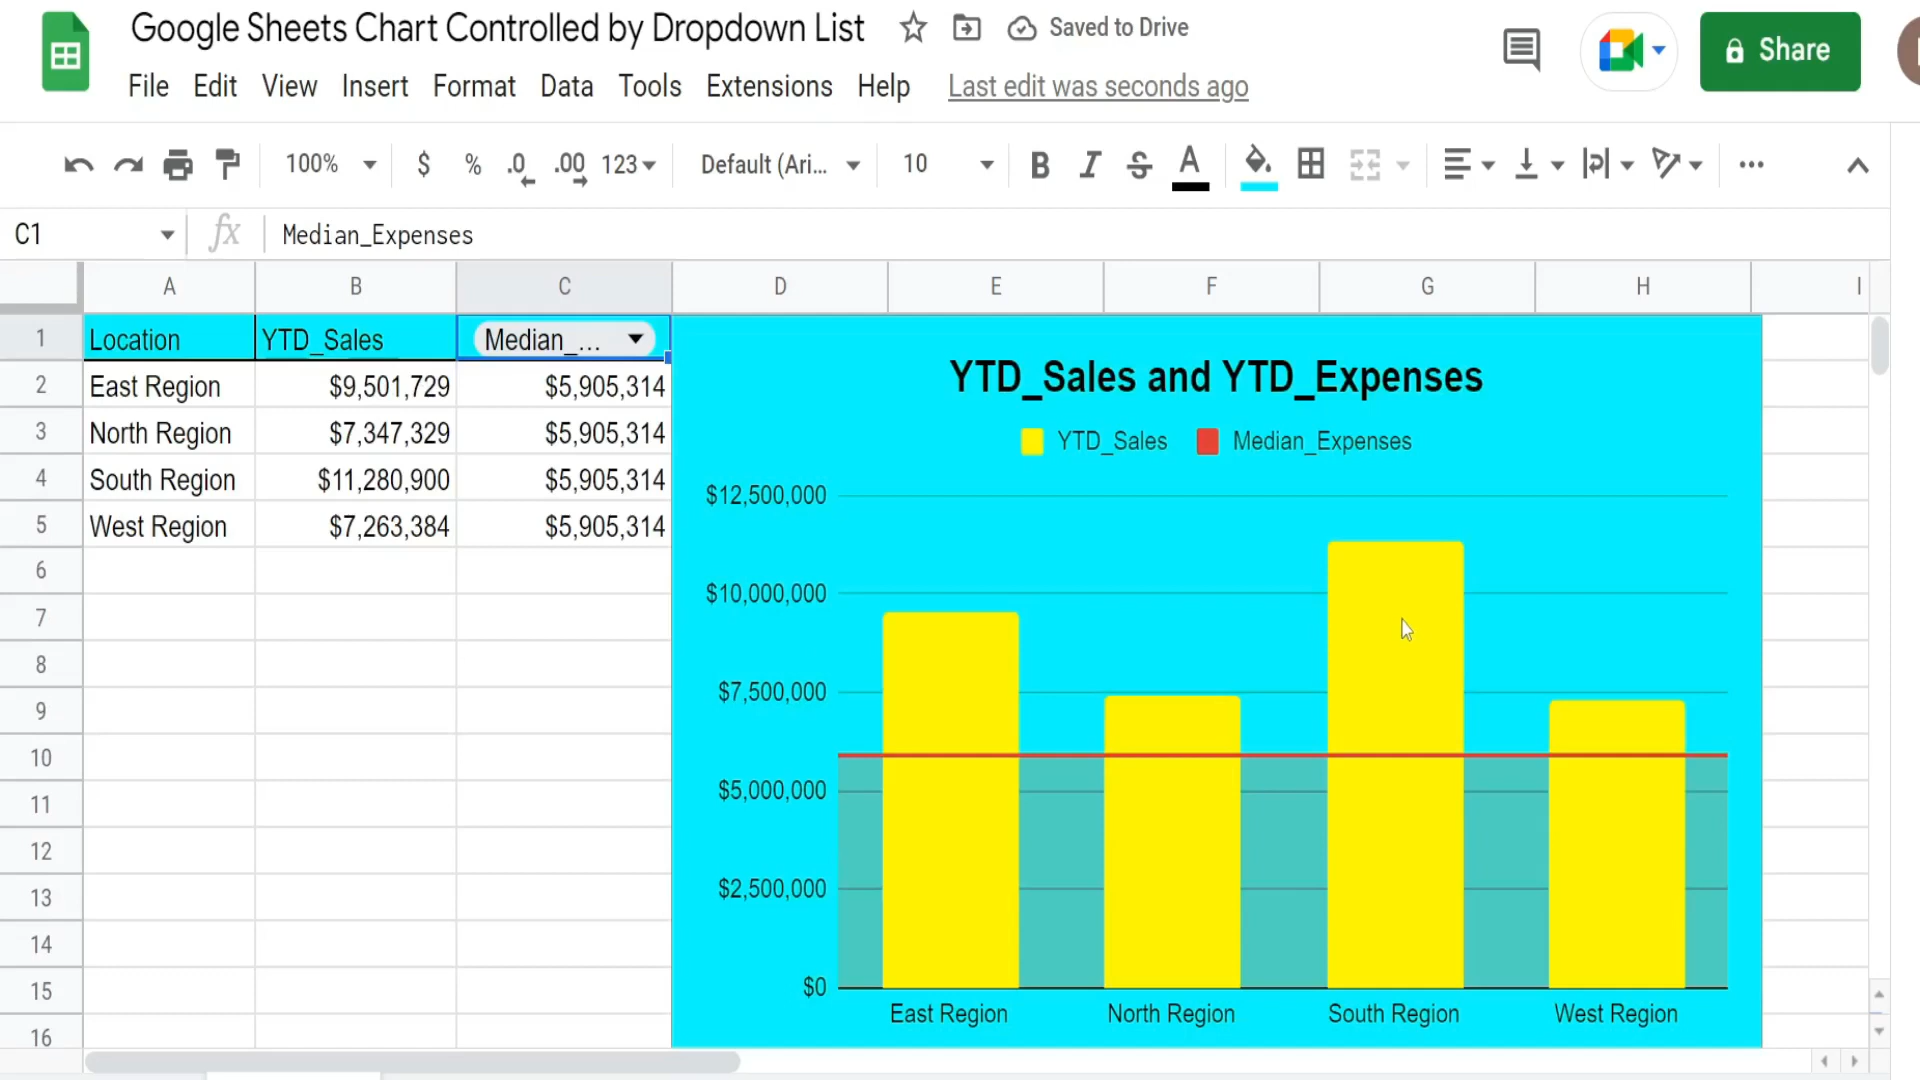 Google Sheets Chart Controlled by Dropdown List Saved to Drive
File Edit View Insert Format Data Tools Extensions Help Last edit was seconds ago
Share
100% $ % .0 .00 123 Default (Ari... 10 B I S A ...
C1 fx Median_Expenses
A B C D E F G H I
1 Location YTD_Sales Median_...
2 East Region $9,501,729 $5,905,314
3 North Region $7,347,329 $5,905,314
4 South Region $11,280,900 $5,905,314
5 West Region $7,263,384 $5,905,314
6
7
8
9
10
11
12
13
14
15
16
YTD_Sales and YTD_Expenses
YTD_Sales Median_Expenses
$12,500,000
$10,000,000
$7,500,000
$5,000,000
$2,500,000
$0
East Region North Region South Region West Region